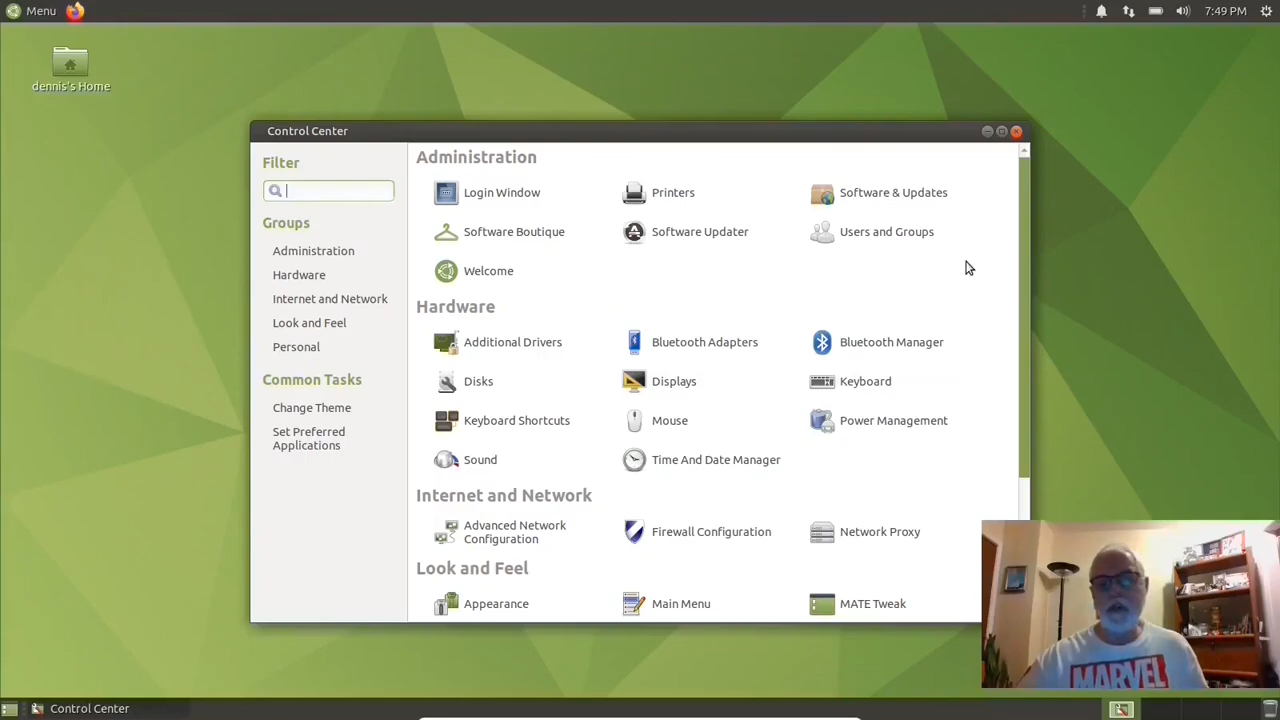 Menu
7:49 PM
dennis's Home
Control Center
Filter
Groups
Administration
Hardware
Internet and Network
Look and Feel
Personal
Common Tasks
Change Theme
Set Preferred
Applications
Administration
Login Window
Printers
Software & Updates
Software Boutique
Software Updater
Users and Groups
Welcome
Hardware
Additional Drivers
Bluetooth Adapters
Bluetooth Manager
Disks
Displays
Keyboard
Keyboard Shortcuts
Mouse
Power Management
Sound
Time And Date Manager
Internet and Network
Advanced Network
Configuration
Firewall Configuration
Network Proxy
Look and Feel
Appearance
Main Menu
MATE Tweak
MARVEL
Control Center